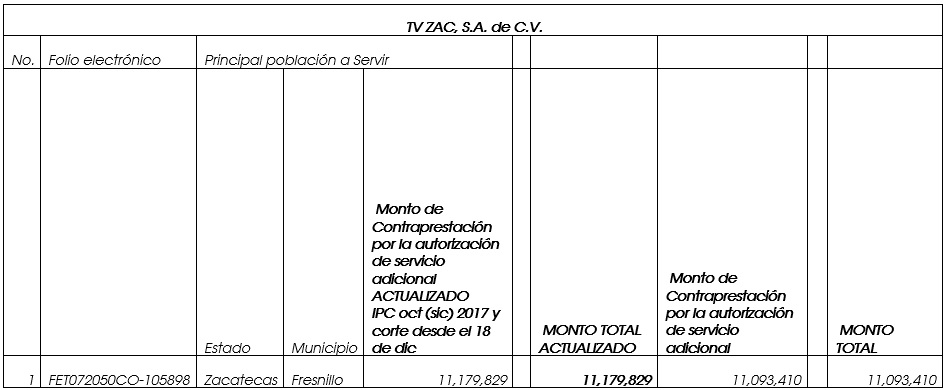 TV ZAC, S.A. de C.V.
No. Folio electrónico Principal población a Servir
Estado
Municipio
Monto de
Contraprestación
por la autorización
de servicio
adicional
ACTUALIZADO
IPC oct (sic) 2017 y
corte desde el 18
de dic
MONTO TOTAL
ACTUALIZADO
Monto de
Contraprestación
por la autorización
de servicio
adicional
MONTO
TOTAL
1 FET072050CO-105898 Zacatecas Fresnillo 11,179,829 11,179,829 11,093,410 11,093,410